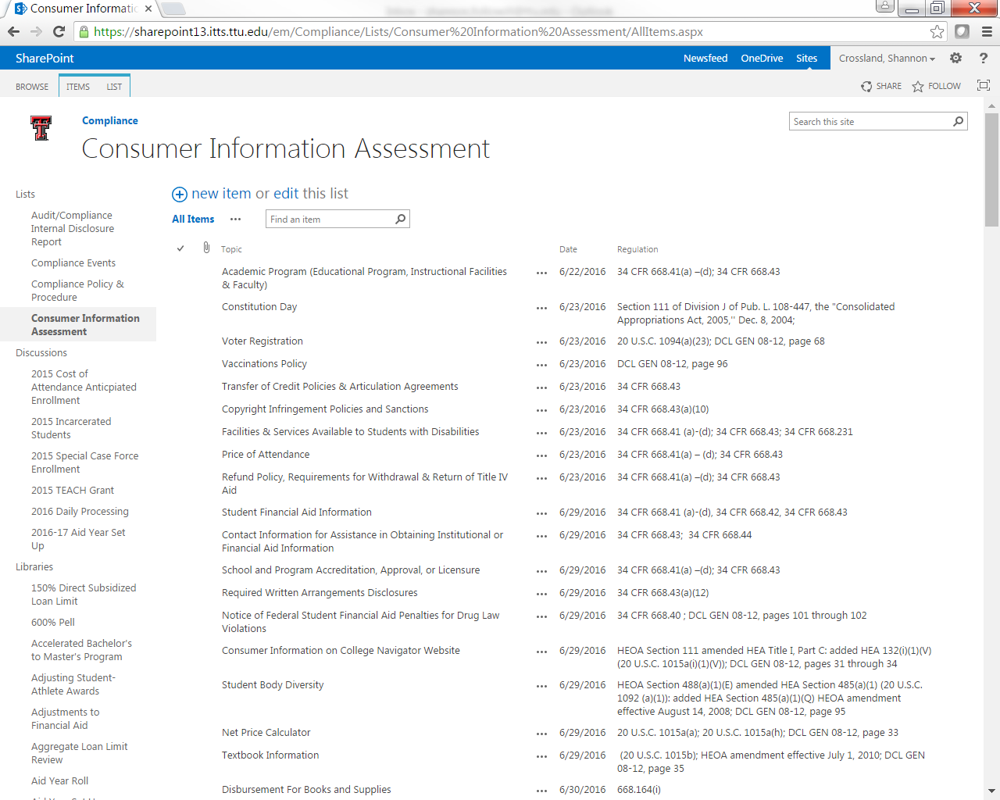 Consumer Informatic
https://sharepoint13.itts.ttu.edu/em/Compliance/Lists/Consumer%20Information%20Assessment/AllItems.aspx
SharePoint
Newsfeed OneDrive Sites Crossland, Shannon ?
BROWSE ITEMS LIST
SHARE FOLLOW
Compliance
Search this site
Consumer Information Assessment
Lists
Audit/Compliance
Internal Disclosure
Report
Compliance Events
Compliance Policy &
Procedure
Consumer Information
Assessment
Discussions
2015 Cost of
Attendance Anticpiated
Enrollment
2015 Incarcerated
Students
2015 Special Case Force
Enrollment
2015 TEACH Grant
2016 Daily Processing
2016-17 Aid Year Set
Up
Libraries
150% Direct Subsidized
Loan Limit
600% Pell
Accelerated Bachelor's
to Master's Program
Adjusting Student-
Athlete Awards
Adjustments to
Financial Aid
Aggregate Loan Limit
Review
Aid Year Roll
new item or edit this list
All Items ... Find an item
Topic Date Regulation
Academic Program (Educational Program, Instructional Facilities ... 6/22/2016 34 CFR 668.41(a) –(d); 34 CFR 668.43
& Faculty)
Constitution Day ... 6/23/2016 Section 111 of Division J of Pub. L. 108-447, the "Consolidated
Appropriations Act, 2005," Dec. 8, 2004;
Voter Registration ... 6/23/2016 20 U.S.C. 1094(a)(23); DCL GEN 08-12, page 68
Vaccinations Policy ... 6/23/2016 DCL GEN 08-12, page 96
Transfer of Credit Policies & Articulation Agreements ... 6/23/2016 34 CFR 668.43
Copyright Infringement Policies and Sanctions ... 6/23/2016 34 CFR 668.43(a)(10)
Facilities & Services Available to Students with Disabilities ... 6/23/2016 34 CFR 668.41 (a)-(d); 34 CFR 668.43; 34 CFR 668.231
Price of Attendance ... 6/23/2016 34 CFR 668.41(a) – (d); 34 CFR 668.43
Refund Policy, Requirements for Withdrawal & Return of Title IV ... 6/23/2016 34 CFR 668.41(a) –(d); 34 CFR 668.43
Aid
Student Financial Aid Information ... 6/29/2016 34 CFR 668.41 (a)-(d), 34 CFR 668.42, 34 CFR 668.43
Contact Information for Assistance in Obtaining Institutional or ... 6/29/2016 34 CFR 668.43; 34 CFR 668.44
Financial Aid Information
School and Program Accreditation, Approval, or Licensure ... 6/29/2016 34 CFR 668.41(a) –(d); 34 CFR 668.43
Required Written Arrangements Disclosures ... 6/29/2016 34 CFR 668.43(a)(12)
Notice of Federal Student Financial Aid Penalties for Drug Law ... 6/29/2016 34 CFR 668.40 ; DCL GEN 08-12, pages 101 through 102
Violations
Consumer Information on College Navigator Website ... 6/29/2016 HEOA Section 111 amended HEA Title I, Part C: added HEA 132(i)(1)(V)
(20 U.S.C. 1015a(i)(1)(V)); DCL GEN 08-12, pages 31 through 34
Student Body Diversity ... 6/29/2016 HEOA Section 488(a)(1)(E) amended HEA Section 485(a)(1) (20 U.S.C.
1092 (a)(1)): added HEA Section 485(a)(1)(Q) HEOA amendment
effective August 14, 2008; DCL GEN 08-12, page 95
Net Price Calculator ... 6/29/2016 20 U.S.C. 1015a(a); 20 U.S.C. 1015a(h); DCL GEN 08-12, page 33
Textbook Information ... 6/29/2016 (20 U.S.C. 1015b); HEOA amendment effective July 1, 2010; DCL GEN
08-12, page 35
Disbursement For Books and Supplies ... 6/30/2016 668.164(i)